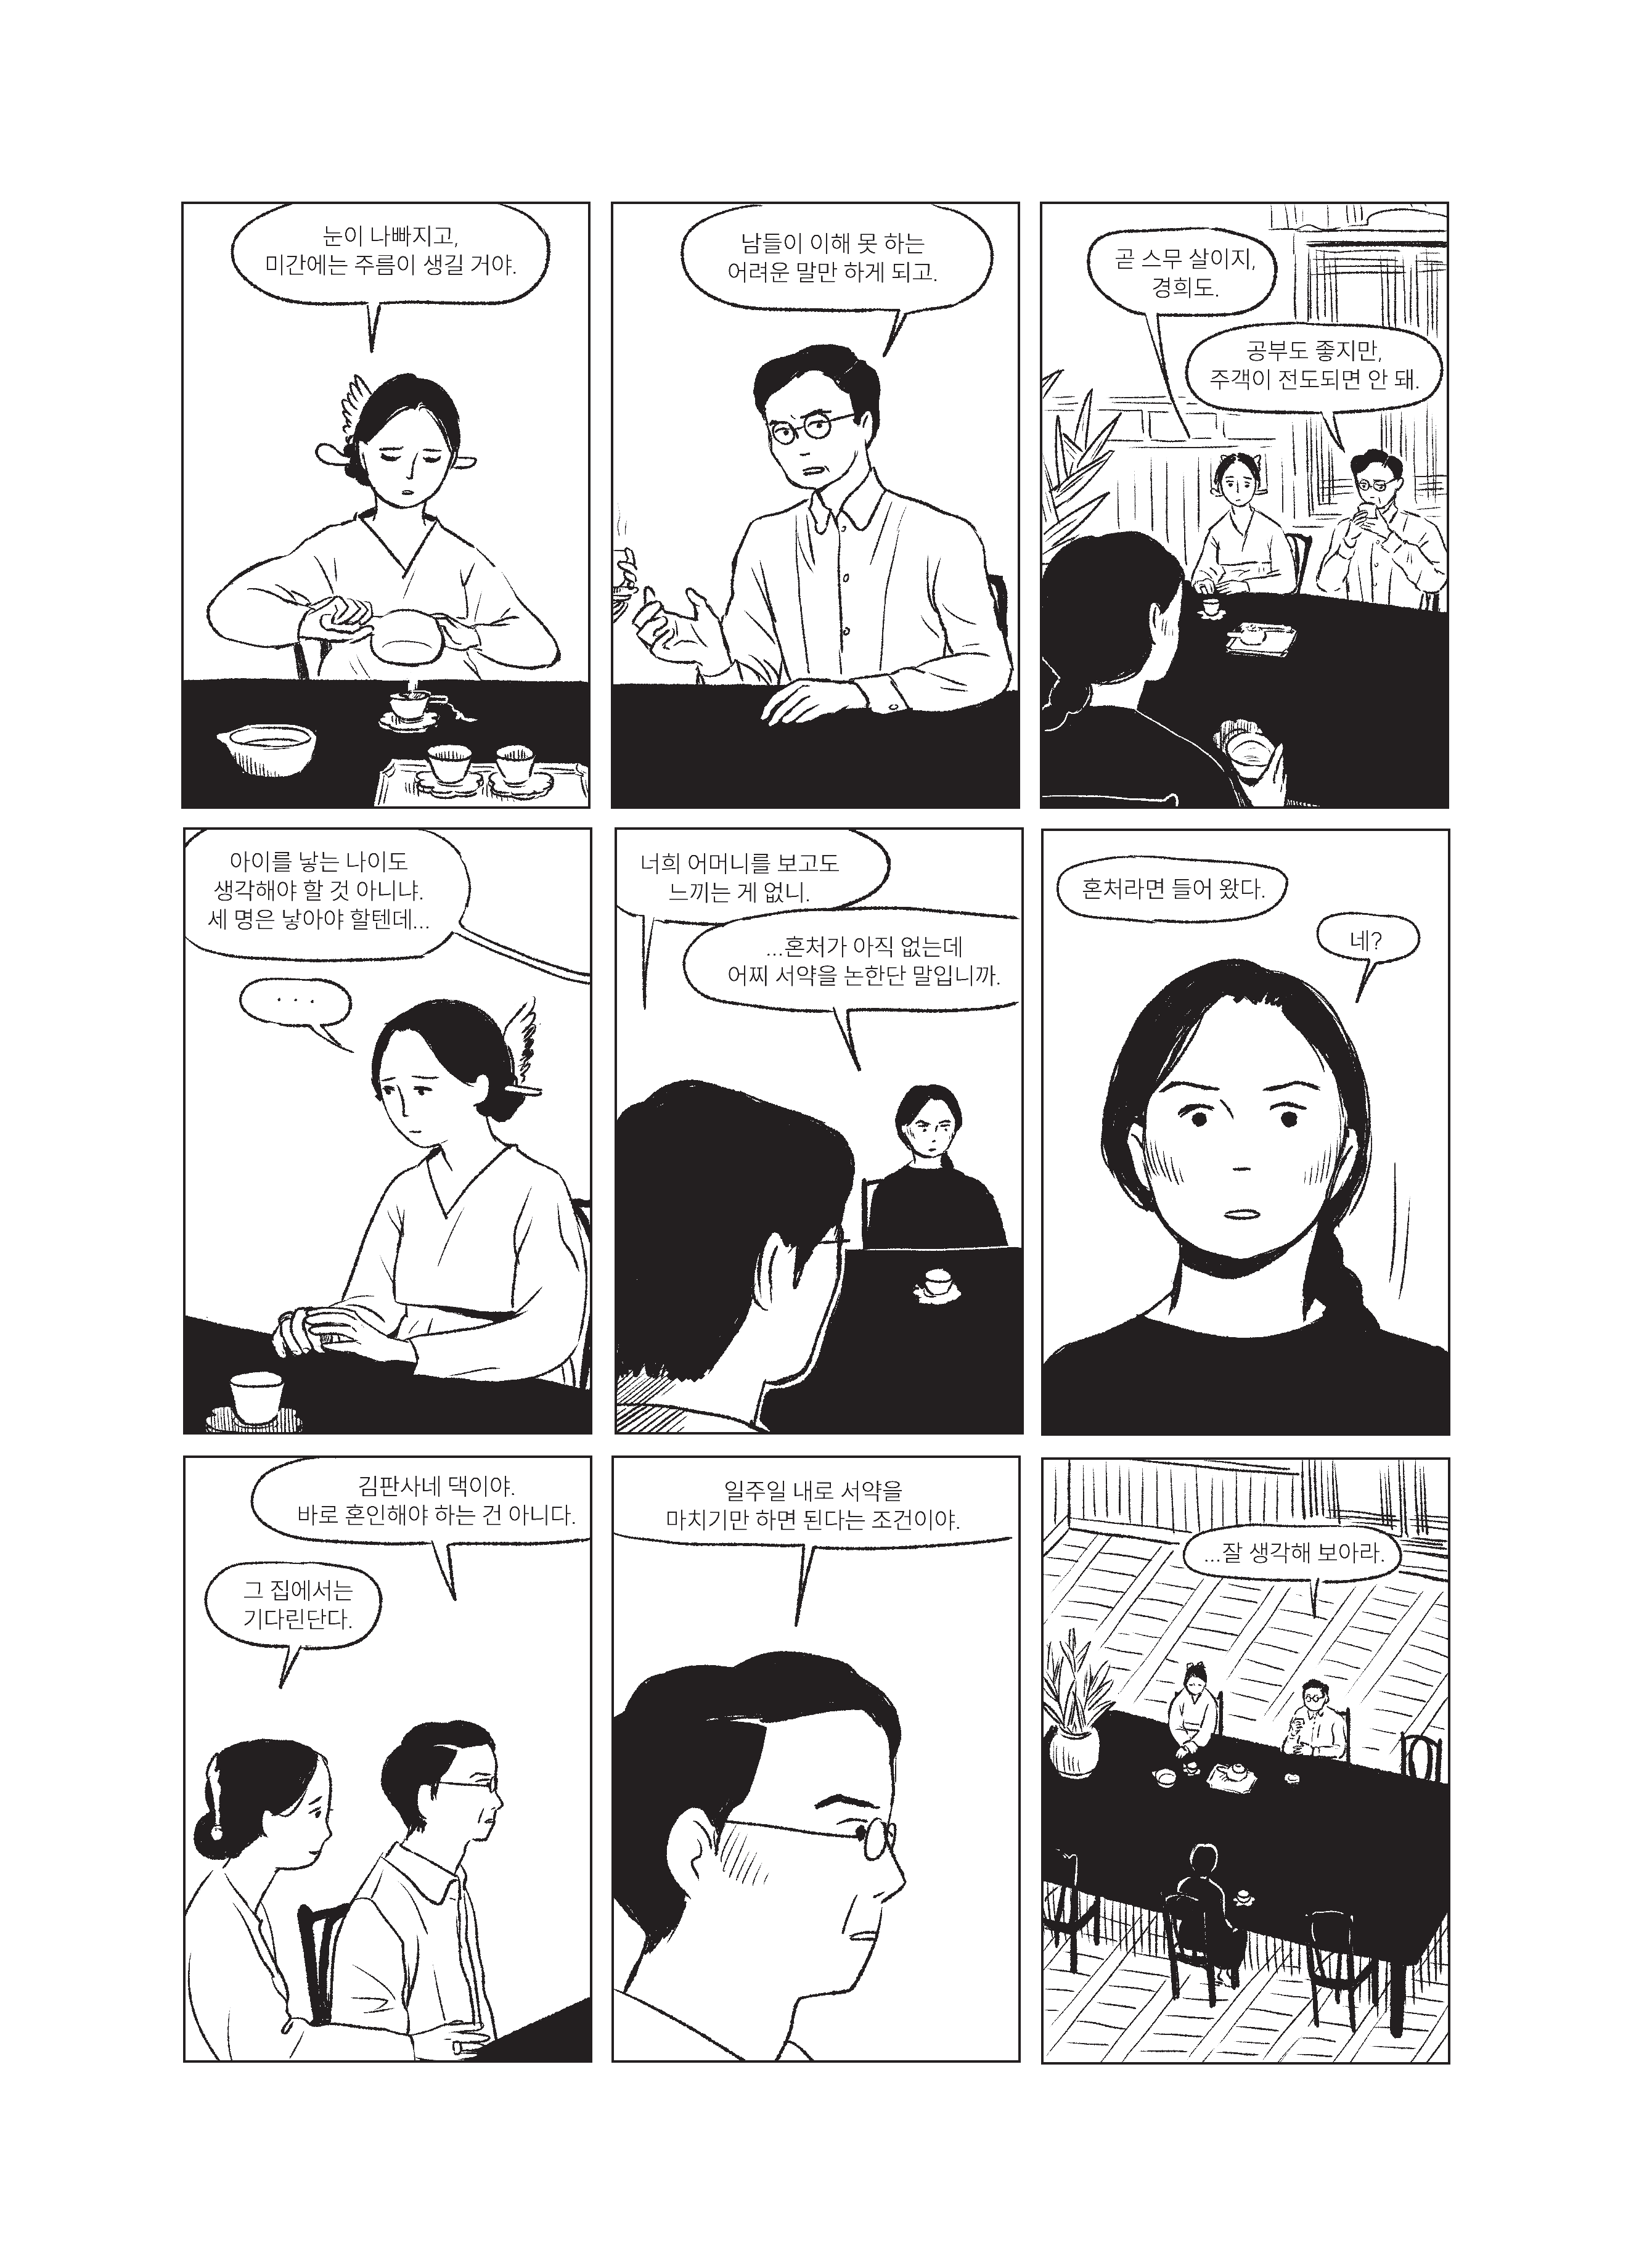 눈이 나빠지고,
미간에는 주름이 생길 거야.
남들이 이해 못 하는
어려운 말만 하게 되고.
곧 스무 살이지,
경희도.
공부도 좋지만,
주객이 전도되면 안 돼.
아이를 낳는 나이도
생각해야 할 것 아니냐.
세 명은 낳아야 할텐데...
...
너희 어머니를 보고도
느끼는 게 없니.
...혼처가 아직 없는데
어찌 서약을 논한단 말입니까.
혼처라면 들어 왔다.
네?
김판사네 댁이야.
바로 혼인해야 하는 건 아니다.
그 집에서는
기다린단다.
일주일 내로 서약을
마치기만 하면 된다는 조건이야.
...잘 생각해 보아라.